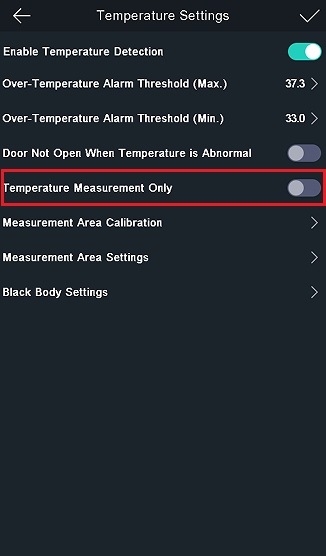 Temperature Settings
Enable Temperature Detection
Over-Temperature Alarm Threshold (Max.) 37.3
Over-Temperature Alarm Threshold (Min.) 33.0
Door Not Open When Temperature is Abnormal
Temperature Measurement Only
Measurement Area Calibration
Measurement Area Settings
Black Body Settings